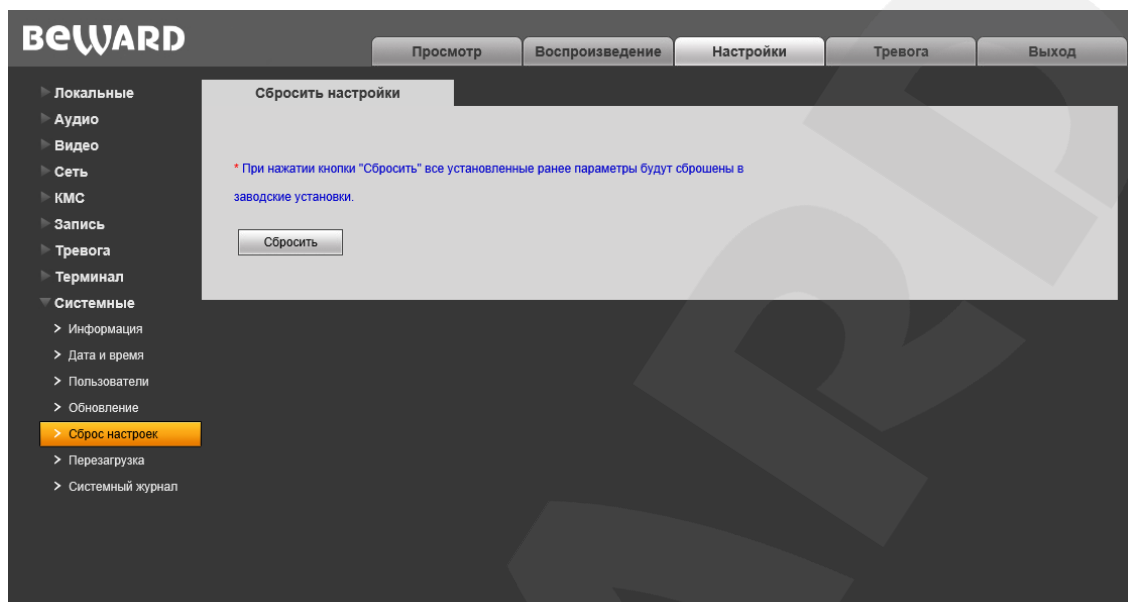 BEWARD
Просмотр Воспроизведение Настройки Тревога Выход
Локальные
Аудио
Видео
Сеть
КМС
Запись
Тревога
Терминал
Системные
Информация
Дата и время
Пользователи
Обновление
Сброс настроек
Перезагрузка
Системный журнал
Сбросить настройки
* При нажатии кнопки "Сбросить" все установленные ранее параметры будут сброшены в
заводские установки.
Сбросить